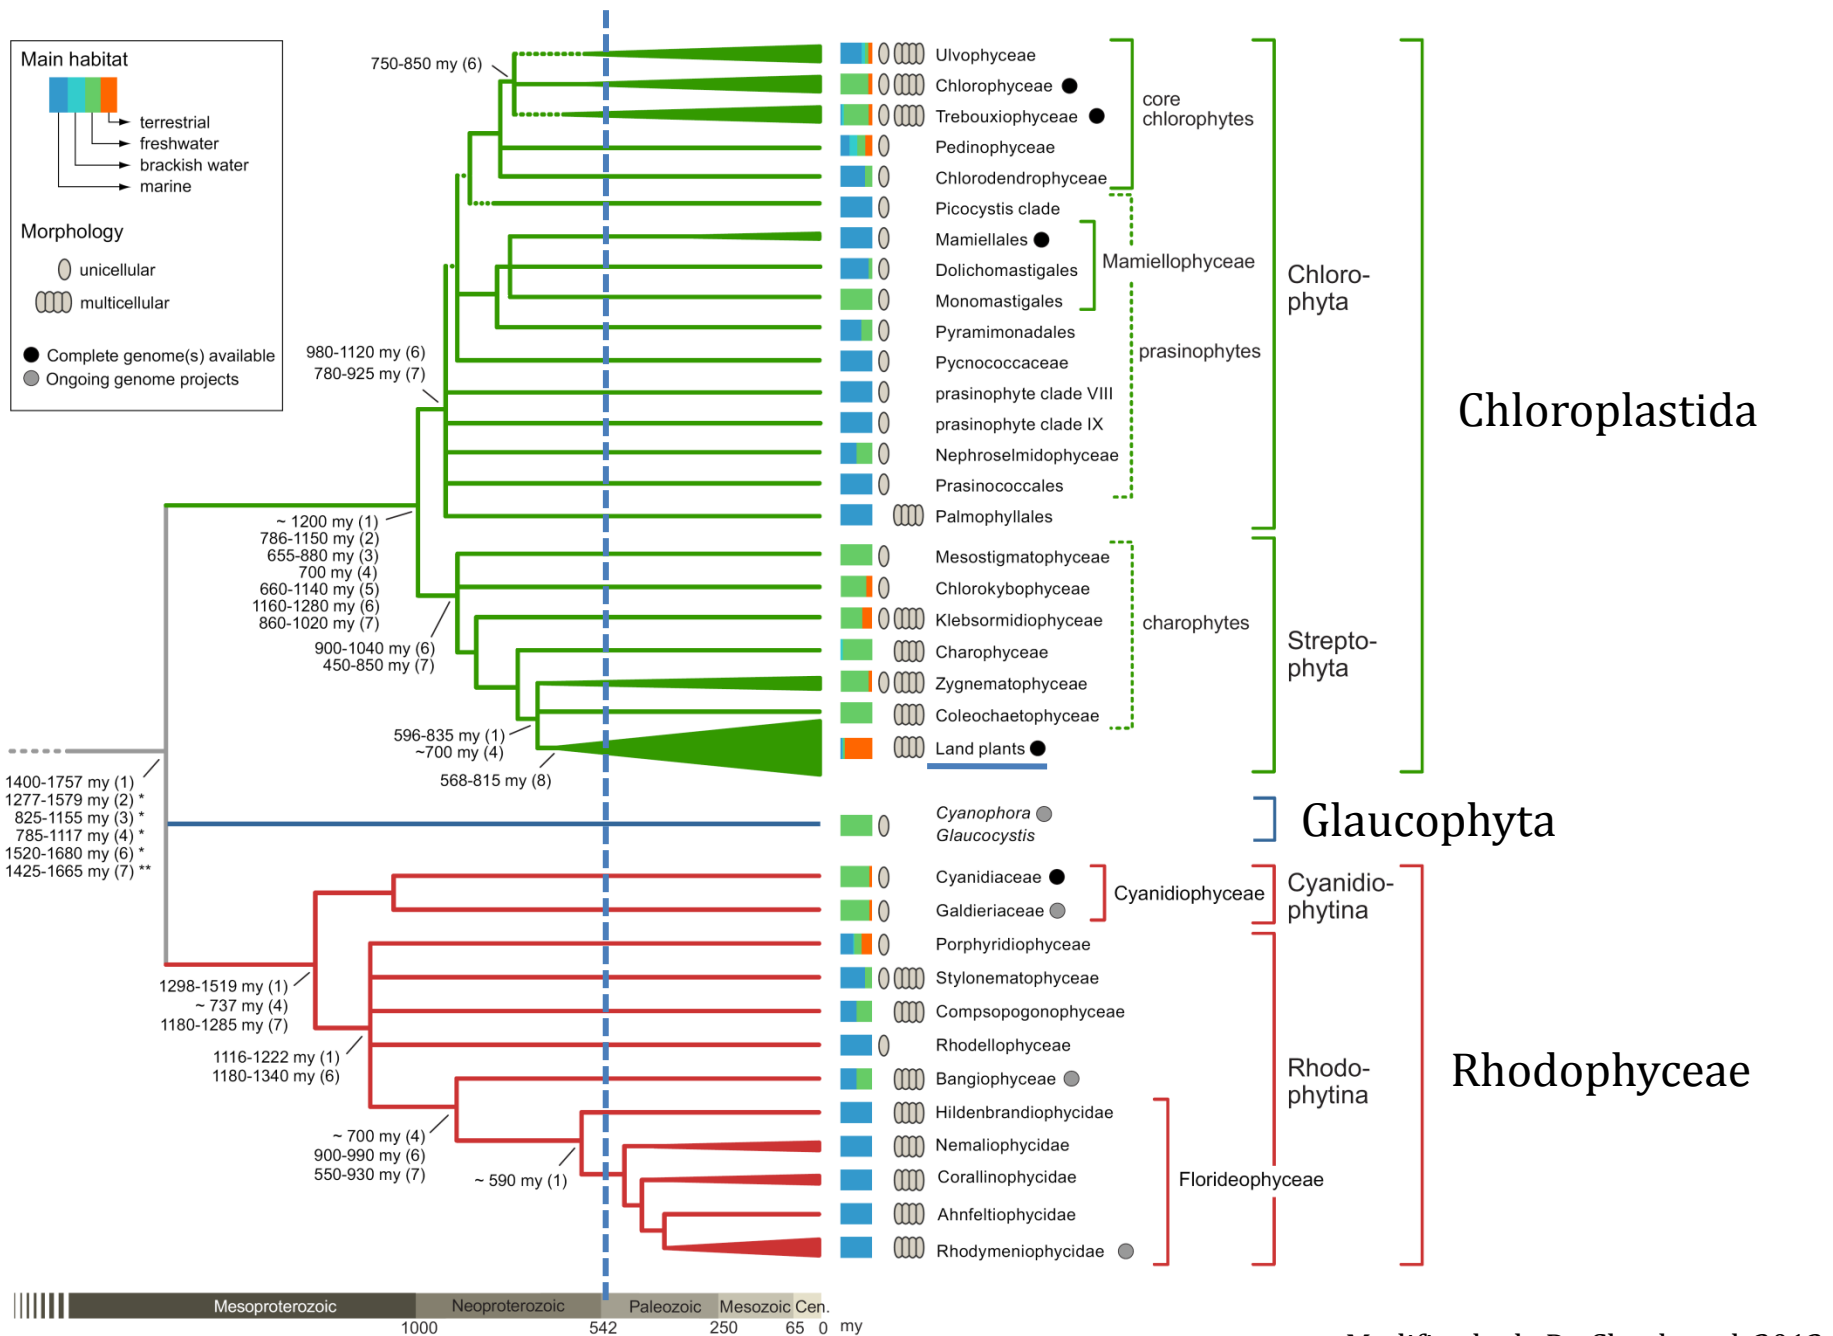 Main habitat
terrestrial
freshwater
brackish water
marine
Morphology
unicellular
multicellular
Complete genome(s) available
Ongoing genome projects
750-850 my (6)
980-1120 my (6)
780-925 my (7)
~ 1200 my (1)
786-1150 my (2)
655-880 my (3)
700 my (4)
660-1140 my (5)
1160-1280 my (6)
860-1020 my (7)
900-1040 my (6)
450-850 my (7)
596-835 my (1)
~700 my (4)
568-815 my (8)
1400-1757 my (1)
1277-1579 my (2) *
825-1155 my (3) *
785-1117 my (4) *
1520-1680 my (6) *
1425-1665 my (7) **
1298-1519 my (1)
~ 737 my (4)
1180-1285 my (7)
1116-1222 my (1)
1180-1340 my (6)
~ 700 my (4)
900-990 my (6)
550-930 my (7)
~ 590 my (1)
Ulvophyceae
Chlorophyceae
Trebouxiophyceae
Pedinophyceae
Chlorodendrophyceae
Picocystis clade
Mamiellales
Dolichomastigales
Monomastigales
Pyramimonadales
Pycnococcaceae
prasinophyte clade VIII
prasinophyte clade IX
Nephroselmidophyceae
Prasinococcales
Palmophyllales
Mesostigmatophyceae
Chlorokybophyceae
Klebsormidiophyceae
Charophyceae
Zygnematophyceae
Coleochaetophyceae
Land plants
Cyanophora
Glaucocystis
Cyanidiaceae
Galdieriaceae
Porphyridiophyceae
Stylonematophyceae
Compsopogonophyceae
Rhodellophyceae
Bangiophyceae
Hildenbrandiophycidae
Nemaliophycidae
Corallinophycidae
Ahnfeltiophycidae
Rhodymeniophycidae
core
chlorophytes
Mamiellophyceae
prasinophytes
charophytes
Cyanidiophyceae
Florideophyceae
Chloro-
phyta
Strepto-
phyta
Cyanidio-
phytina
Rhodo-
phytina
Chloroplastida
Glaucophyta
Rhodophyceae
Mesoproterozoic
Neoproterozoic
Paleozoic
Mesozoic
Cen.
1000
542
250
65
0
my